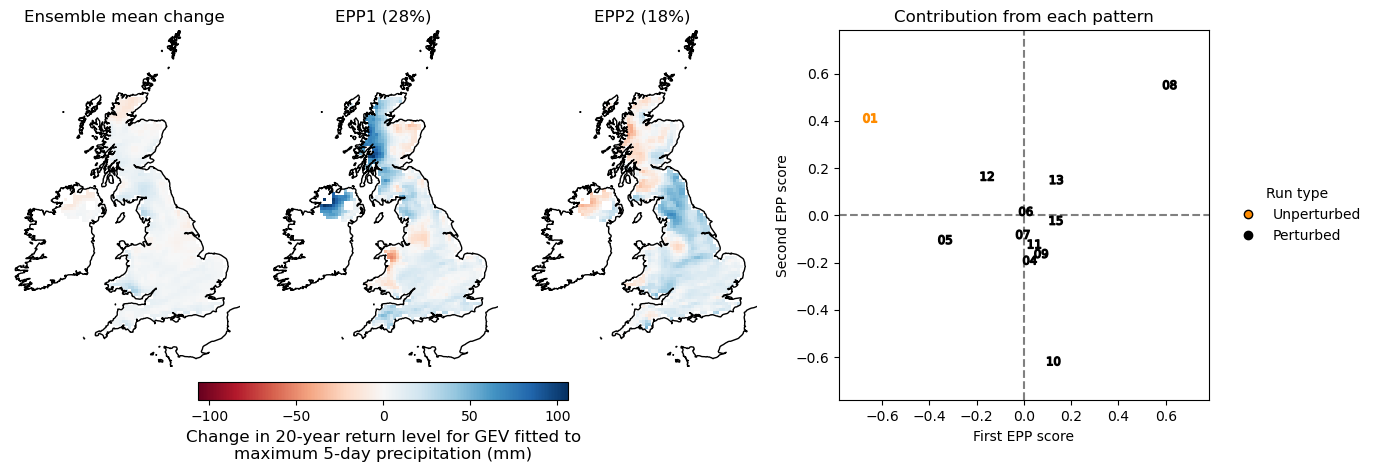 Ensemble mean change
EPP1 (28%)
EPP2 (18%)
−100
−50
0
50
100
Change in 20-year return level for GEV fitted to
maximum 5-day precipitation (mm)
Contribution from each pattern
Second EPP score
0.6
0.4
0.2
0.0
−0.2
−0.4
−0.6
08
01
12
13
06
15
05
07
11
09
04
10
−0.6
−0.4
−0.2
0.0
0.2
0.4
0.6
First EPP score
Run type
Unperturbed
Perturbed